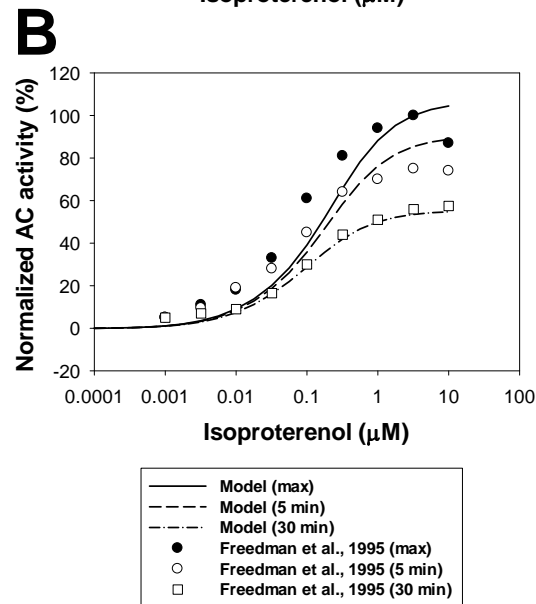 Isoproterenol (μM)
B
Normalized AC activity (%)
120
100
80
60
40
20
0
-20
0.0001 0.001 0.01 0.1 1 10 100
Isoproterenol (μM)
Model (max)
Model (5 min)
Model (30 min)
Freedman et al., 1995 (max)
Freedman et al., 1995 (5 min)
Freedman et al., 1995 (30 min)